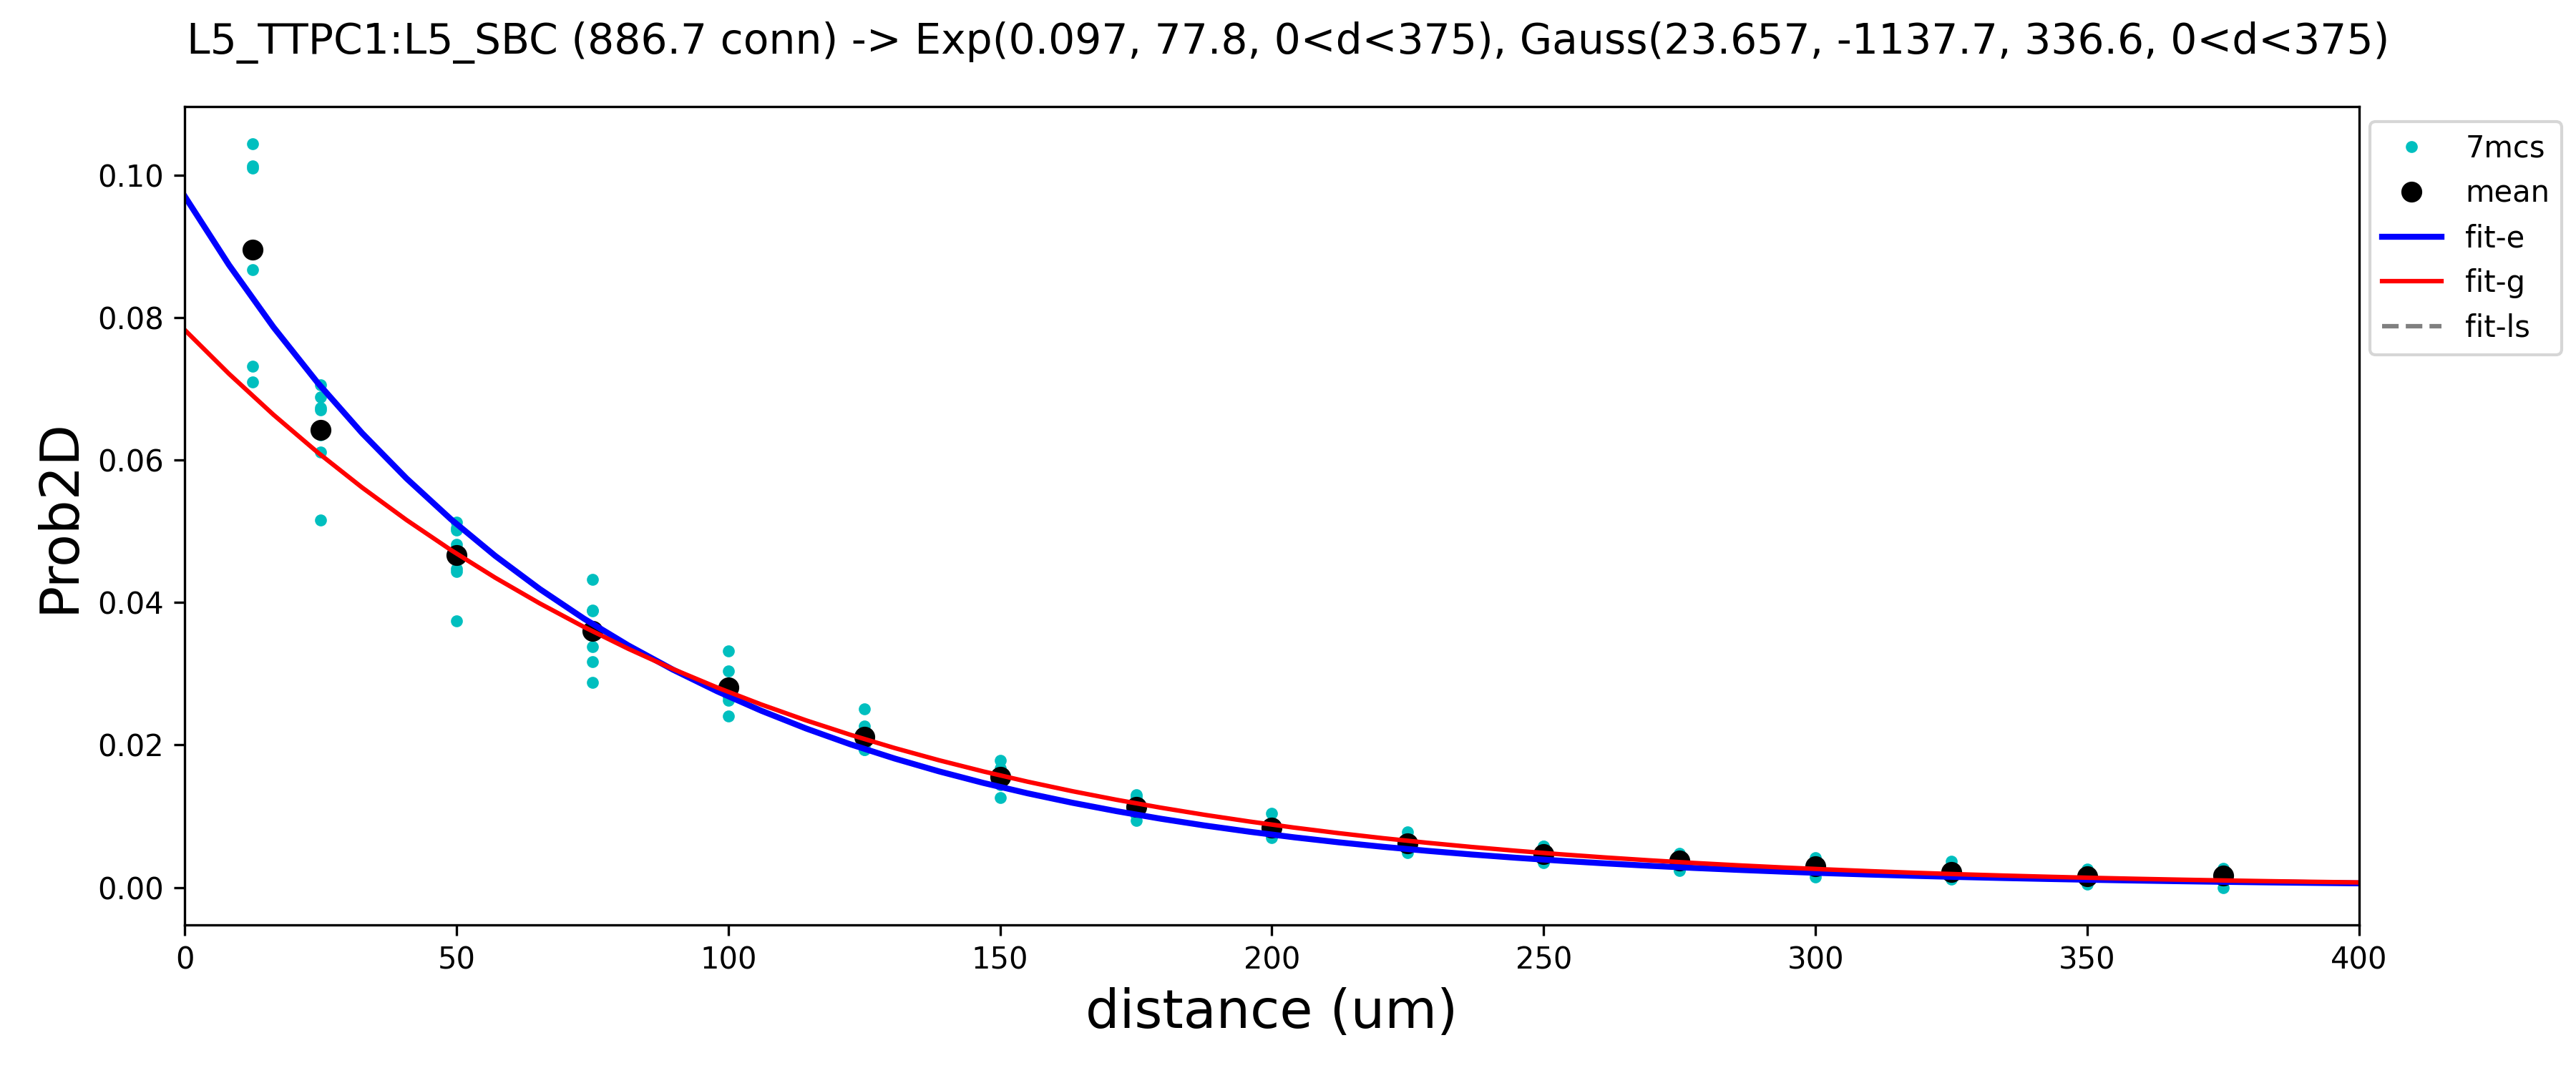 L5_TTPC1:L5_SBC (886.7 conn) -> Exp(0.097, 77.8, 0<d<375), Gauss(23.657, -1137.7, 336.6, 0<d<375)
Prob2D
0.10
0.08
0.06
0.04
0.02
0.00
0 50 100 150 200 250 300 350 400
distance (um)
7mcs
mean
fit-e
fit-g
fit-ls